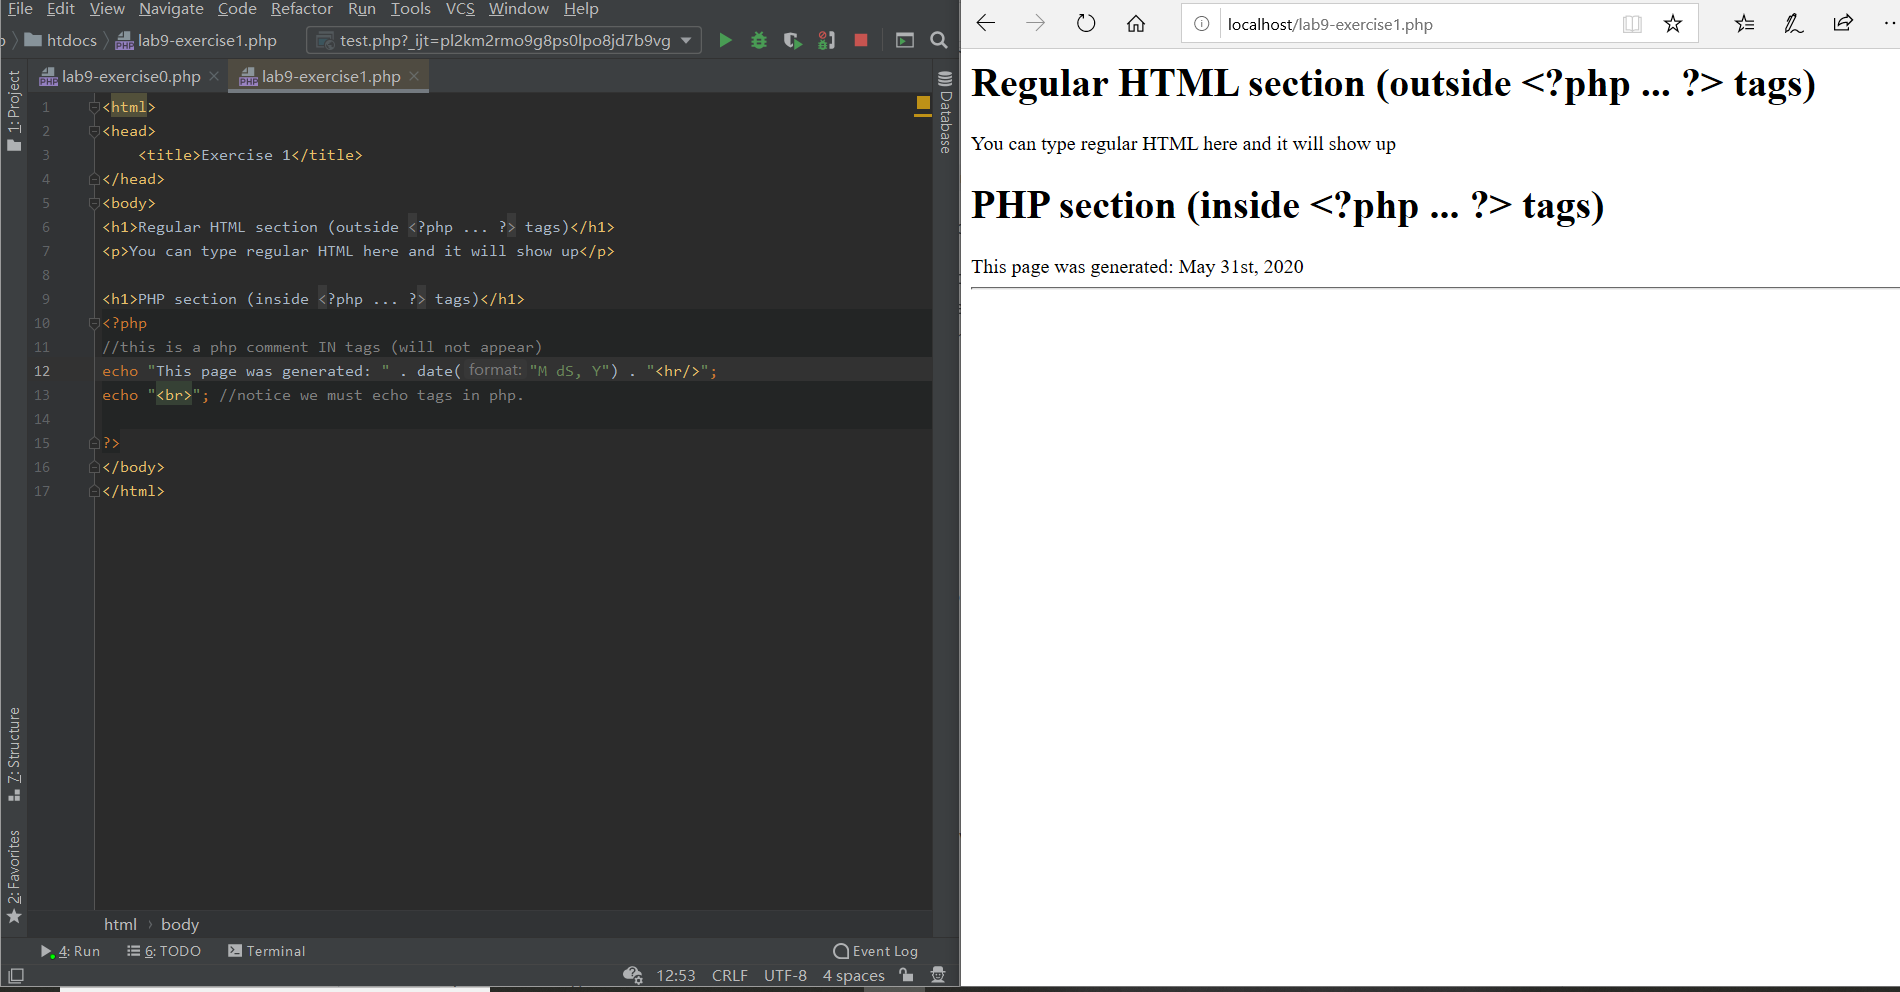 File Edit View Navigate Code Refactor Run Tools VCS Window Help
htdocs lab9-exercise1.php test.php?_ijt=pl2km2rmo9g8ps0lpo8jd7b9vg
lab9-exercise0.php lab9-exercise1.php
1: Project
7: Structure
2: Favorites
1 <html>
2 <head>
3 <title>Exercise 1</title>
4 </head>
5 <body>
6 <h1>Regular HTML section (outside <?php ... ?> tags)</h1>
7 <p>You can type regular HTML here and it will show up</p>
8
9 <h1>PHP section (inside <?php ... ?> tags)</h1>
10 <?php
11 //this is a php comment IN tags (will not appear)
12 echo "This page was generated: " . date( format: "M dS, Y") . "<hr/>";
13 echo "<br>"; //notice we must echo tags in php.
14
15 ?>
16 </body>
17 </html>
Database
html › body
4: Run 6: TODO Terminal Event Log
12:53 CRLF UTF-8 4 spaces
localhost/lab9-exercise1.php
Regular HTML section (outside <?php ... ?> tags)
You can type regular HTML here and it will show up
PHP section (inside <?php ... ?> tags)
This page was generated: May 31st, 2020